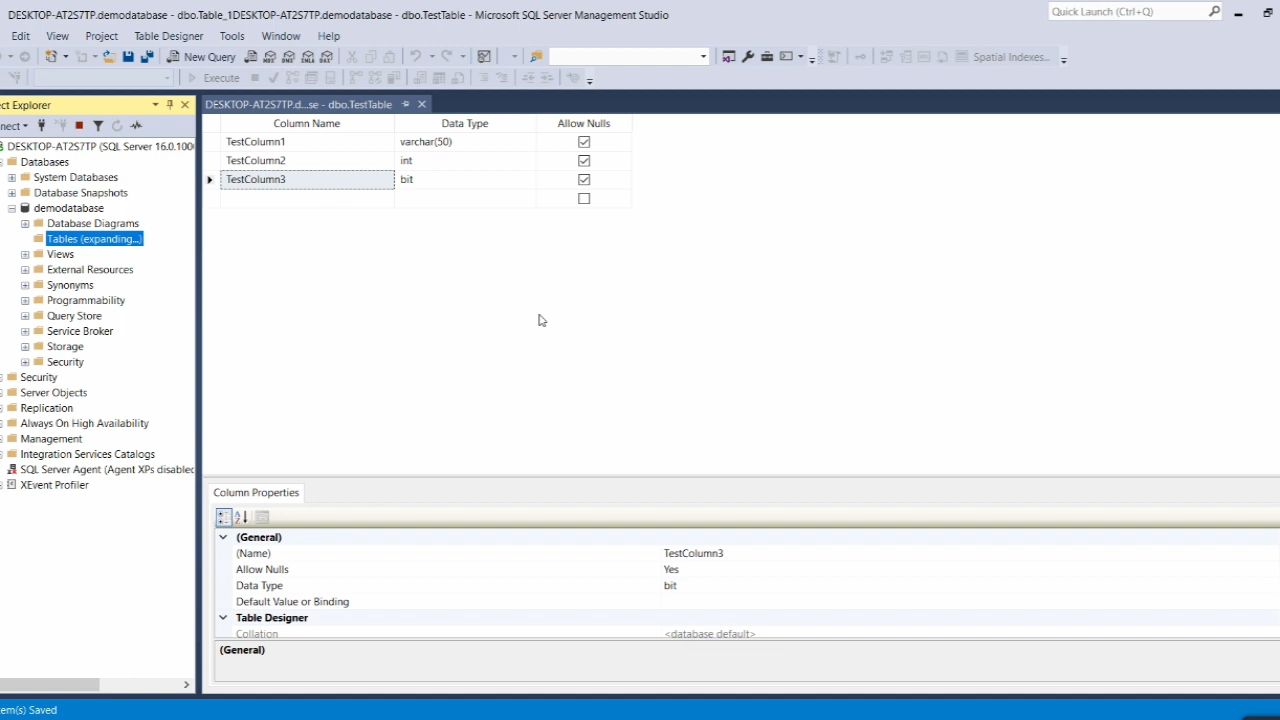 DESKTOP-AT2S7TP.demodatabase - dbo.Table_1DESKTOP-AT2S7TP.demodatabase - dbo.TestTable - Microsoft SQL Server Management Studio
Quick Launch (Ctrl+Q)
Edit View Project Table Designer Tools Window Help
New Query
Spatial Indexes...
Execute
ect Explorer
DESKTOP-AT2S7TP.d...se - dbo.TestTable
Column Name Data Type Allow Nulls
nnect
TestColumn1 varchar(50)
DESKTOP-AT2S7TP (SQL Server 16.0.100
TestColumn2 int
Databases
System Databases
TestColumn3 bit
Database Snapshots
demodatabase
Database Diagrams
Tables (expanding...)
Views
External Resources
Synonyms
Programmability
Query Store
Service Broker
Storage
Security
Security
Server Objects
Replication
Always On High Availability
Management
Integration Services Catalogs
SQL Server Agent (Agent XPs disabled
XEvent Profiler
Column Properties
(General)
(Name) TestColumn3
Allow Nulls Yes
Data Type bit
Default Value or Binding
Table Designer
Collation <database default>
(General)
em(s) Saved